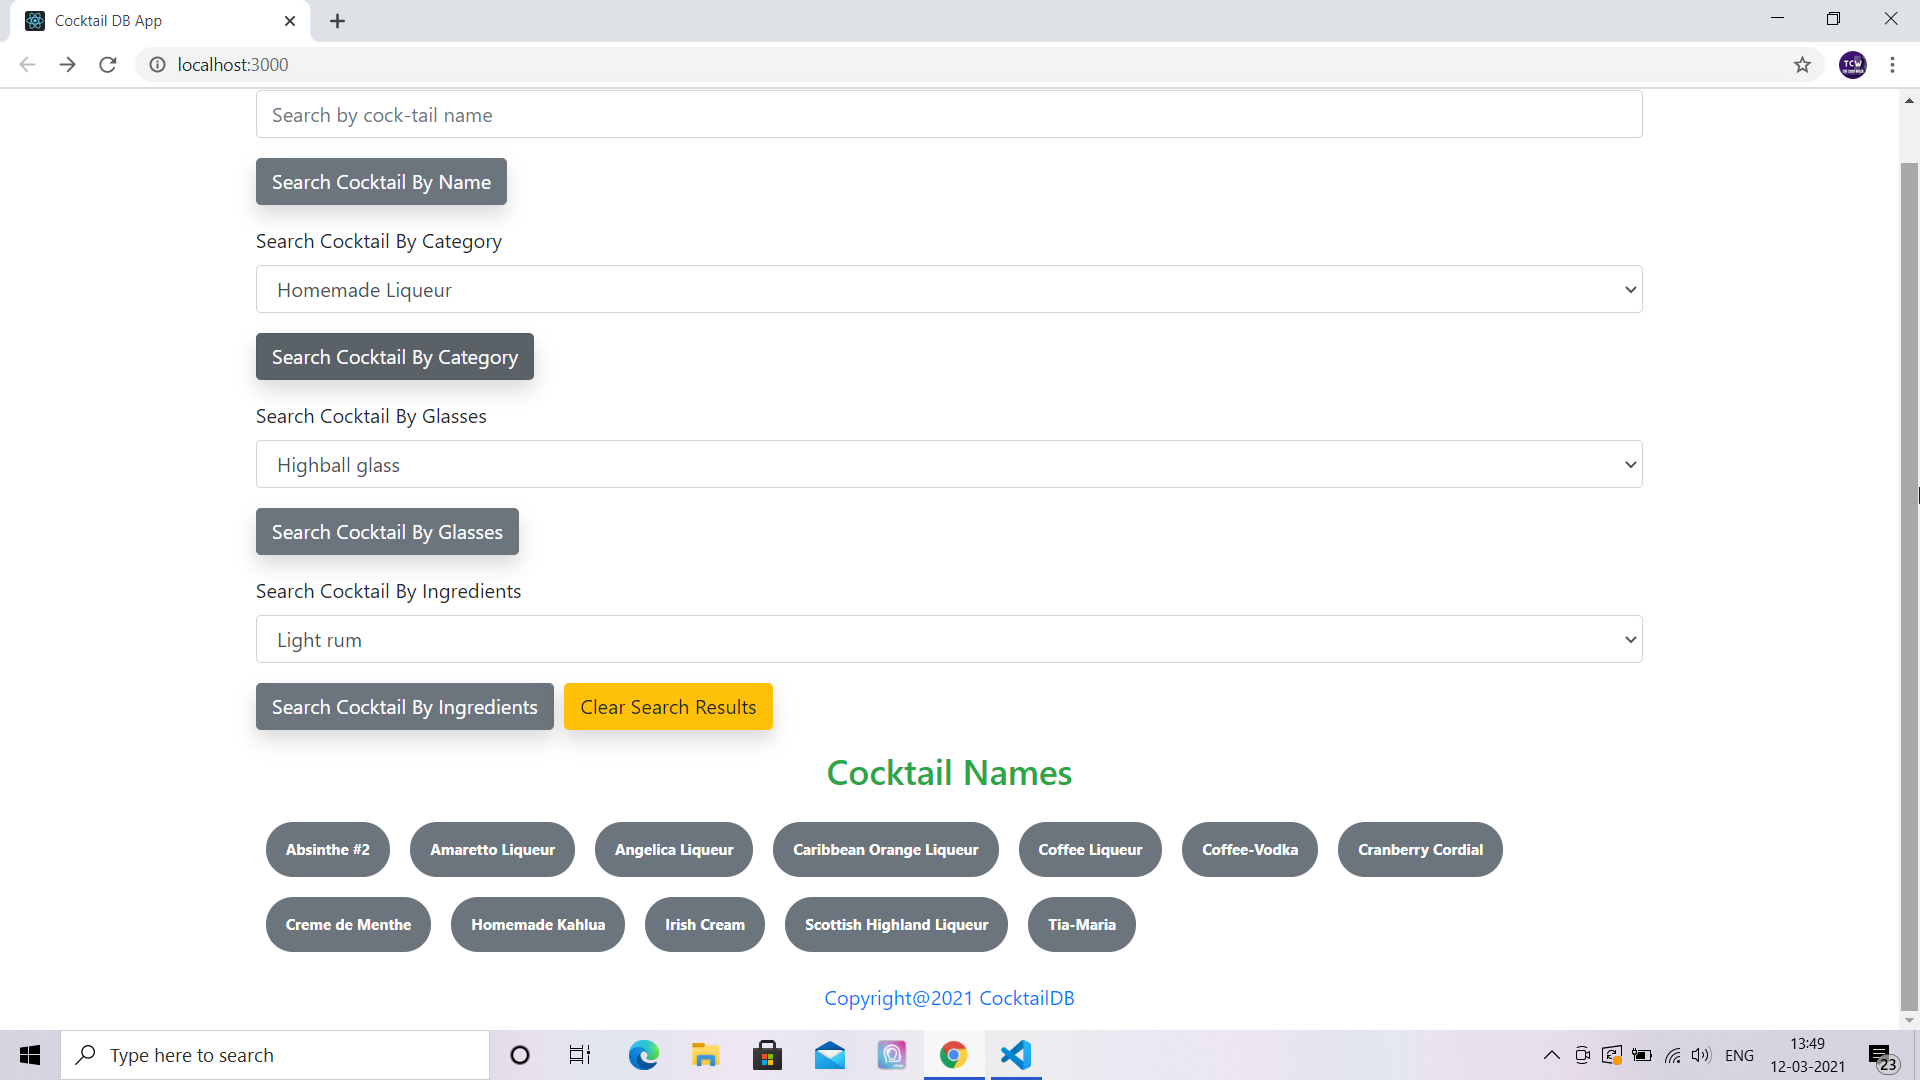 Cocktail DB App
localhost:3000
TCW
Search by cock-tail name
Search Cocktail By Name
Search Cocktail By Category
Homemade Liqueur
Search Cocktail By Category
Search Cocktail By Glasses
Highball glass
Search Cocktail By Glasses
Search Cocktail By Ingredients
Light rum
Search Cocktail By Ingredients Clear Search Results
Cocktail Names
Absinthe #2 Amaretto Liqueur Angelica Liqueur Caribbean Orange Liqueur Coffee Liqueur Coffee-Vodka Cranberry Cordial
Creme de Menthe Homemade Kahlua Irish Cream Scottish Highland Liqueur Tia-Maria
Copyright@2021 CocktailDB
Type here to search
ENG
13:49
12-03-2021
23